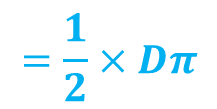 = 1/2 × Dπ